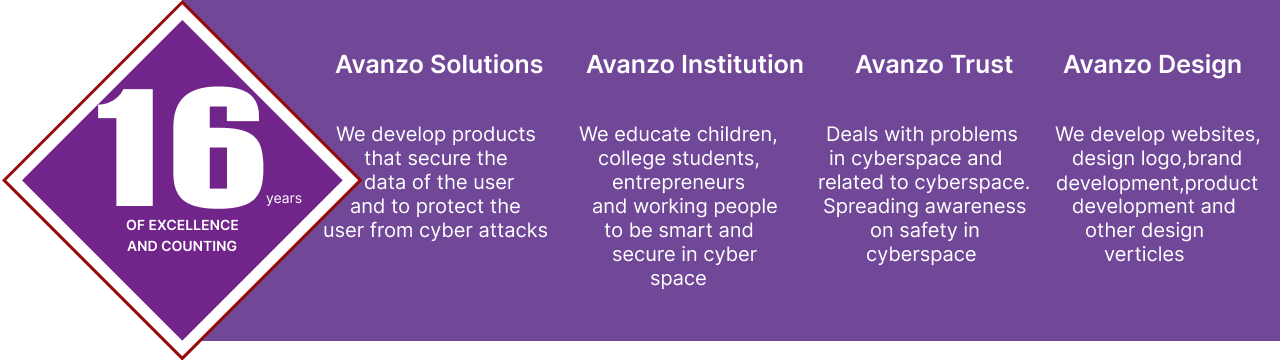 16
years
OF EXCELLENCE
AND COUNTING
Avanzo Solutions
We develop products
that secure the
data of the user
and to protect the
user from cyber attacks
Avanzo Institution
We educate children,
college students,
entrepreneurs
and working people
to be smart and
secure in cyber
space
Avanzo Trust
Deals with problems
in cyberspace and
related to cyberspace.
Spreading awareness
on safety in
cyberspace
Avanzo Design
We develop websites,
design logo,brand
development,product
development and
other design
verticles